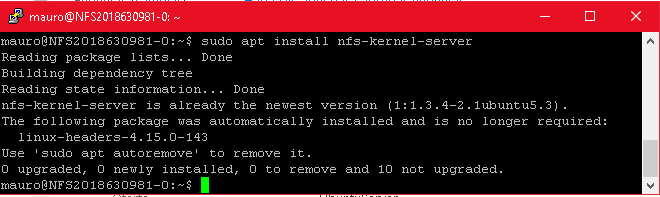 mauro@NFS2018630981-0: ~
mauro@NFS2018630981-0:~$ sudo apt install nfs-kernel-server
Reading package lists... Done
Building dependency tree
Reading state information... Done
nfs-kernel-server is already the newest version (1:1.3.4-2.1ubuntu5.3).
The following package was automatically installed and is no longer required:
  linux-headers-4.15.0-143
Use 'sudo apt autoremove' to remove it.
0 upgraded, 0 newly installed, 0 to remove and 10 not upgraded.
mauro@NFS2018630981-0:~$